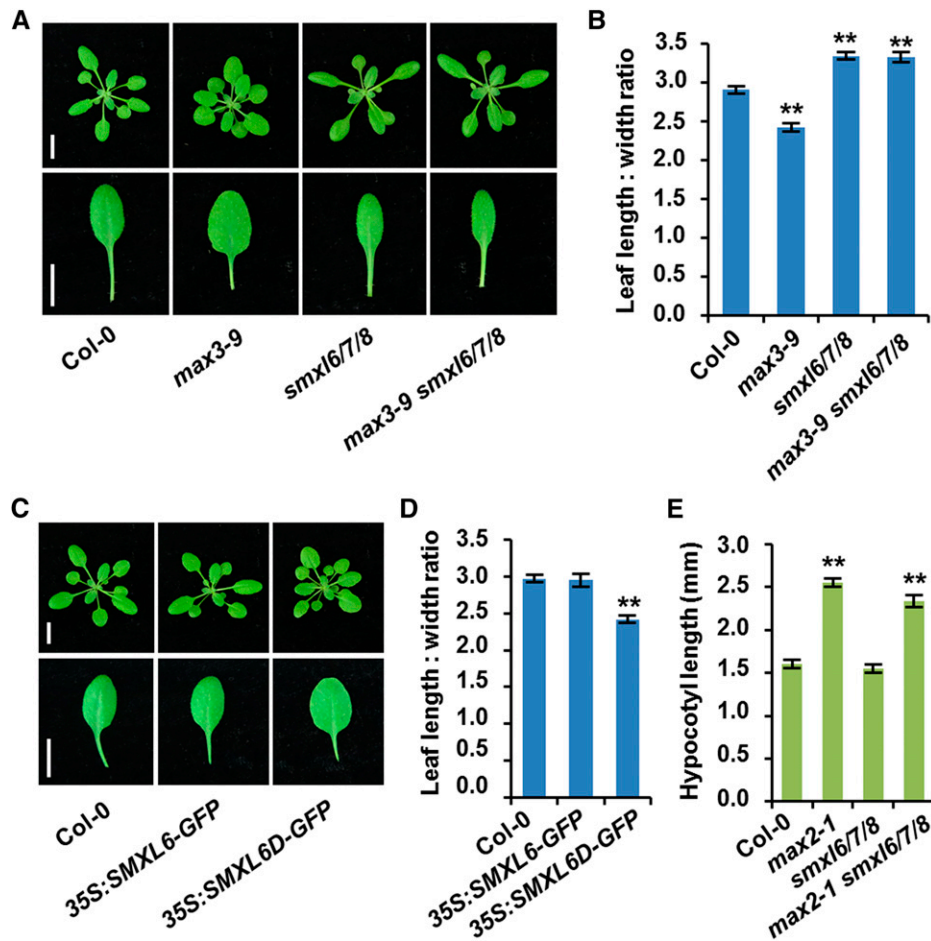 A
Col-0
max3-9
smxl6/7/8
max3-9 smxl6/7/8
B
Leaf length : width ratio
3.5
3.0
2.5
2.0
1.5
1.0
0.5
0.0
**
**
**
Col-0
max3-9
smxl6/7/8
max3-9 smxl6/7/8
C
Col-0
35S:SMXL6-GFP
35S:SMXL6D-GFP
D
Leaf length : width ratio
3.5
3.0
2.5
2.0
1.5
1.0
0.5
0.0
**
Col-0
35S:SMXL6-GFP
35S:SMXL6D-GFP
E
Hypocotyl length (mm)
3.0
2.5
2.0
1.5
1.0
0.5
0.0
**
**
Col-0
max2-1
smxl6/7/8
max2-1 smxl6/7/8